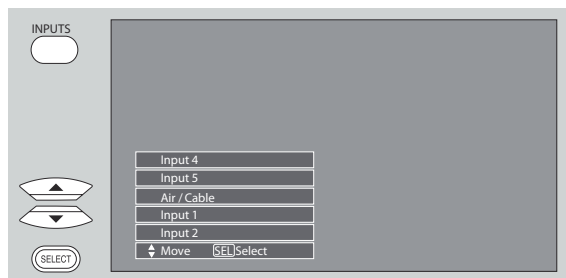 INPUTS
Input 4
Input 5
Air / Cable
Input 1
Input 2
Move SEL Select
SELECT